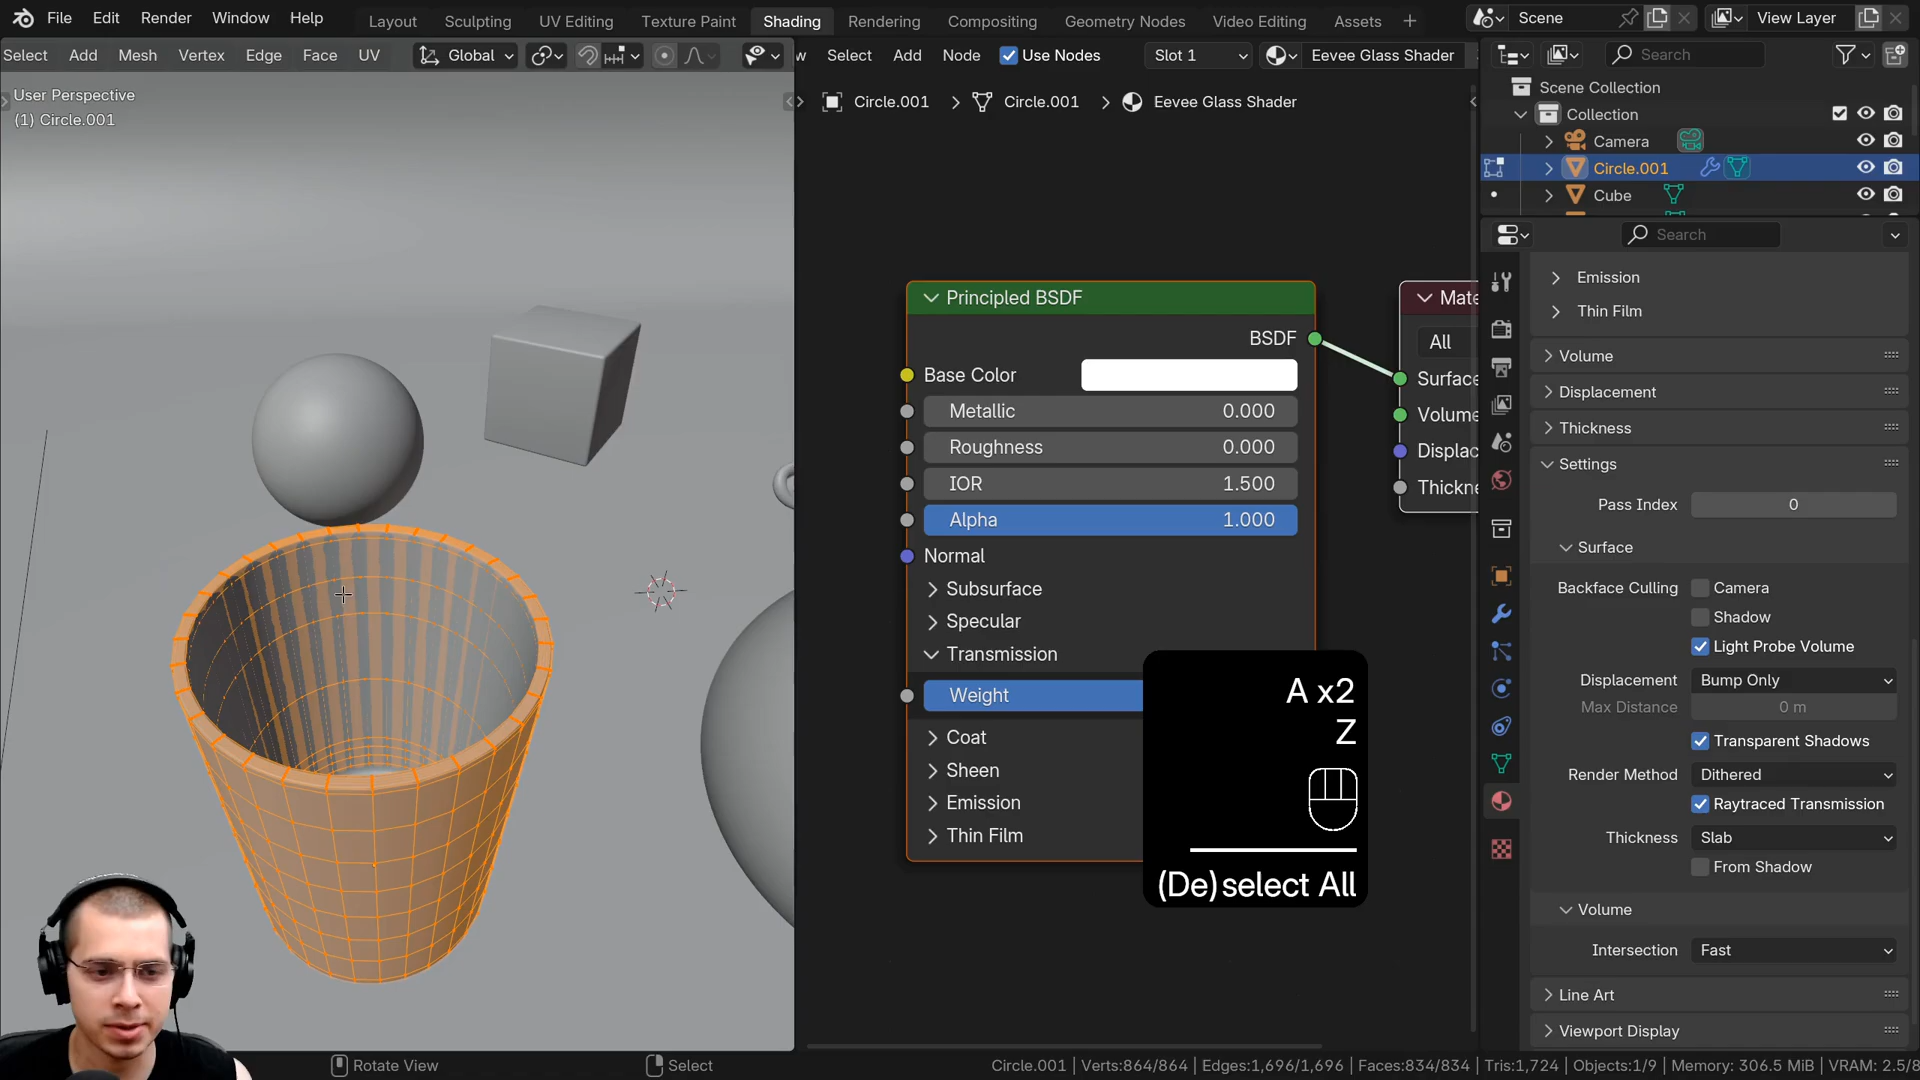 File Edit Render Window Help Layout Sculpting UV Editing Texture Paint Shading Rendering Compositing Geometry Nodes Video Editing Assets + Scene View Layer
Select Add Mesh Vertex Edge Face UV Global Select Add Node Use Nodes Slot 1 Eevee Glass Shader Search
User Perspective
(1) Circle.001
Circle.001 > Circle.001 > Eevee Glass Shader
Scene Collection
Collection
Camera
Circle.001
Cube
Search
Principled BSDF
BSDF
Base Color
Metallic 0.000
Roughness 0.000
IOR 1.500
Alpha 1.000
Normal
Subsurface
Specular
Transmission
Weight
Coat
Sheen
Emission
Thin Film
Mate
All
Surface
Volume
Displac
Thickne
A x2
Z
(De)select All
Emission
Thin Film
Volume
Displacement
Thickness
Settings
Pass Index 0
Surface
Backface Culling Camera
Shadow
Light Probe Volume
Displacement Bump Only
Max Distance 0 m
Transparent Shadows
Render Method Dithered
Raytraced Transmission
Thickness Slab
From Shadow
Volume
Intersection Fast
Line Art
Viewport Display
Rotate View Select Circle.001 | Verts:864/864 | Edges:1,696/1,696 | Faces:834/834 | Tris:1,724 | Objects:1/9 | Memory: 306.5 MiB | VRAM: 2.5/8